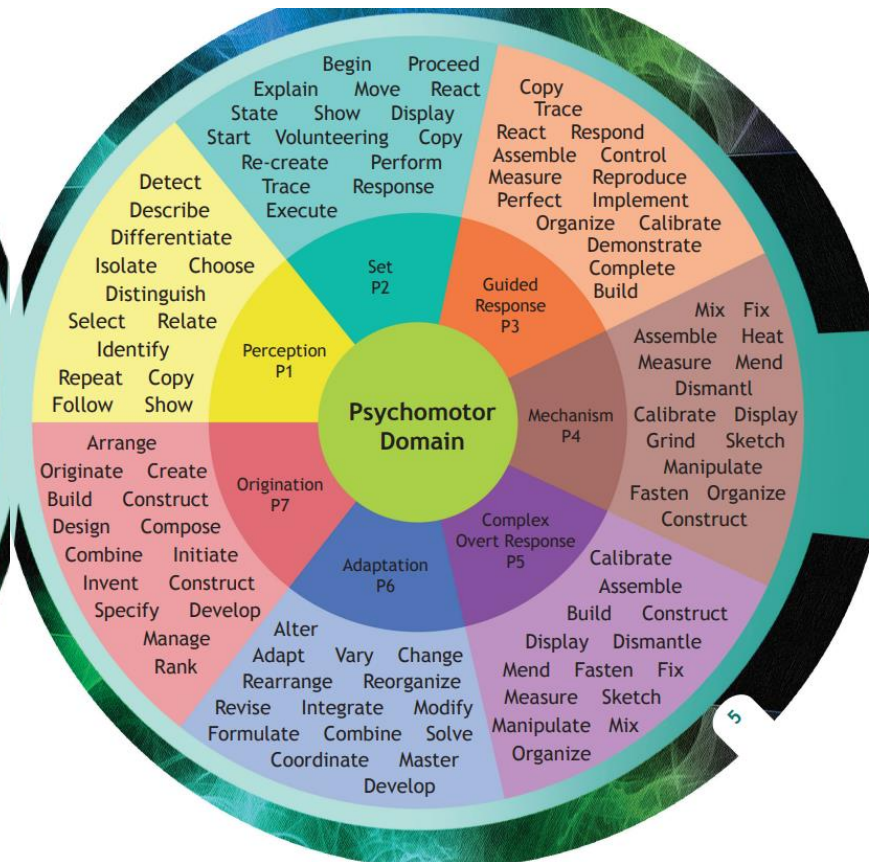 Psychomotor
Domain
Perception
P1
Detect
Describe
Differentiate
Isolate Choose
Distinguish
Select Relate
Identify
Repeat Copy
Follow Show
Set
P2
Begin Proceed
Explain Move React
State Show Display
Start Volunteering Copy
Re-create Perform
Trace Response
Execute
Guided
Response
P3
Copy
Trace
React Respond
Assemble Control
Measure Reproduce
Perfect Implement
Organize Calibrate
Demonstrate
Complete
Build
Mechanism
P4
Mix Fix
Assemble Heat
Measure Mend
Dismantl
Calibrate Display
Grind Sketch
Manipulate
Fasten Organize
Construct
Complex
Overt Response
P5
Calibrate
Assemble
Build Construct
Display Dismantle
Mend Fasten Fix
Measure Sketch
Manipulate Mix
Organize
Adaptation
P6
Alter
Adapt Vary Change
Rearrange Reorganize
Revise Integrate Modify
Formulate Combine Solve
Coordinate Master
Develop
Origination
P7
Arrange
Originate Create
Build Construct
Design Compose
Combine Initiate
Invent Construct
Specify Develop
Manage
Rank
5